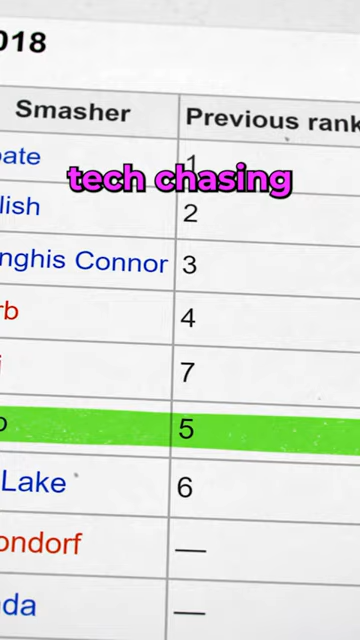 018
Smasher Previous rank
pate 1
tech chasing
lish 2
nghis Connor 3
rb 4
i 7
o 5
Lake 6
ondorf —
da —